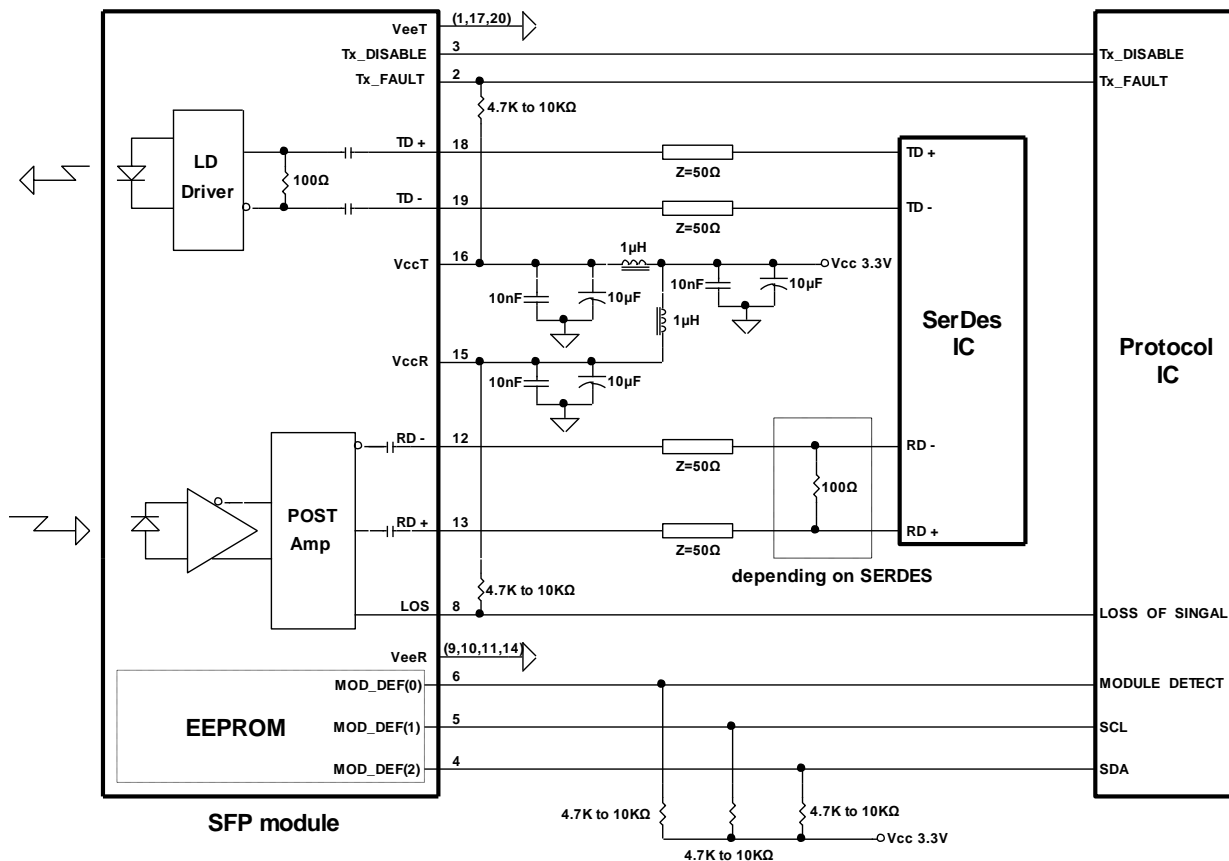 VeeT (1,17,20)
Tx_DISABLE 3 Tx_DISABLE
Tx_FAULT 2 Tx_FAULT
4.7K to 10KΩ
LD
Driver
100Ω
TD + 18 TD +
Z=50Ω
TD - 19 TD -
Z=50Ω
1µH
VccT 16 Vcc 3.3V
10nF 10µF 10nF 10µF
1µH
SerDes
IC
Protocol
IC
VccR 15
10nF 10µF
RD - 12 RD -
Z=50Ω
100Ω
POST
Amp
RD + 13 RD +
Z=50Ω
depending on SERDES
4.7K to 10KΩ
LOS 8 LOSS OF SINGAL
VeeR (9,10,11,14)
MOD_DEF(0) 6 MODULE DETECT
EEPROM
MOD_DEF(1) 5 SCL
MOD_DEF(2) 4 SDA
SFP module
4.7K to 10KΩ 4.7K to 10KΩ
Vcc 3.3V
4.7K to 10KΩ